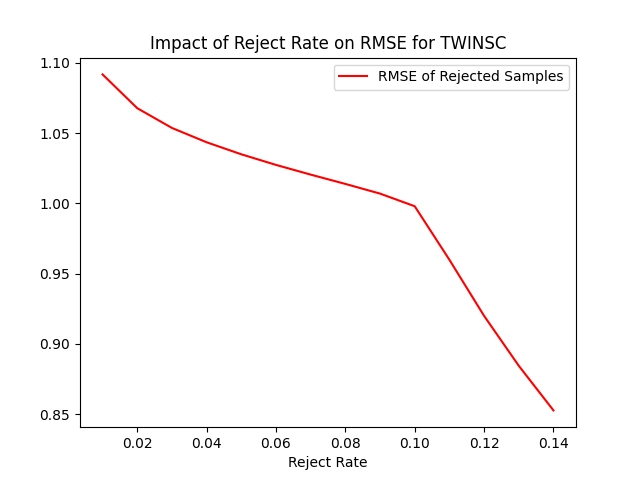 Impact of Reject Rate on RMSE for TWINSC
RMSE of Rejected Samples
1.10
1.05
1.00
0.95
0.90
0.85
0.02 0.04 0.06 0.08 0.10 0.12 0.14
Reject Rate